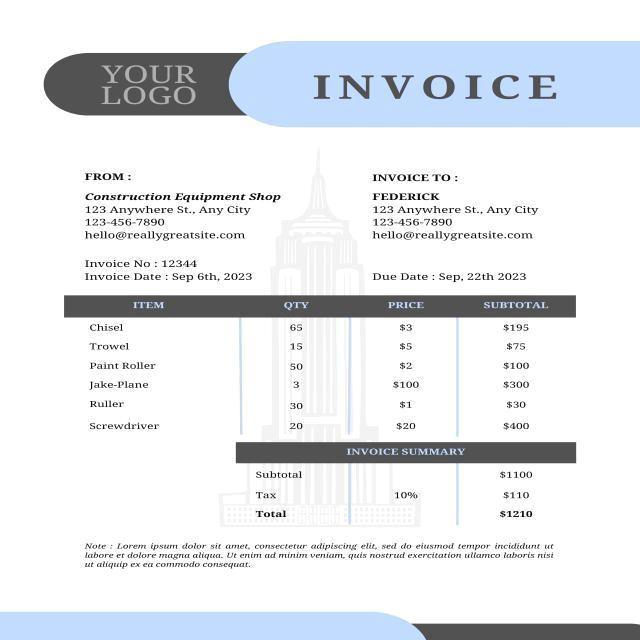 YOUR
LOGO
INVOICE
FROM :
Construction Equipment Shop
123 Anywhere St., Any City
123-456-7890
hello@reallygreatsite.com
INVOICE TO :
FEDERICK
123 Anywhere St., Any City
123-456-7890
hello@reallygreatsite.com
Invoice No : 12344
Invoice Date : Sep 6th, 2023
Due Date : Sep, 22th 2023
ITEM QTY PRICE SUBTOTAL
Chisel 65 $3 $195
Trowel 15 $5 $75
Paint Roller 50 $2 $100
Jake-Plane 3 $100 $300
Ruller 30 $1 $30
Screwdriver 20 $20 $400
INVOICE SUMMARY
Subtotal $1100
Tax 10% $110
Total $1210
Note : Lorem ipsum dolor sit amet, consectetur adipiscing elit, sed do eiusmod tempor incididunt ut
labore et dolore magna aliqua. Ut enim ad minim veniam, quis nostrud exercitation ullamco laboris nisi
ut aliquip ex ea commodo consequat.